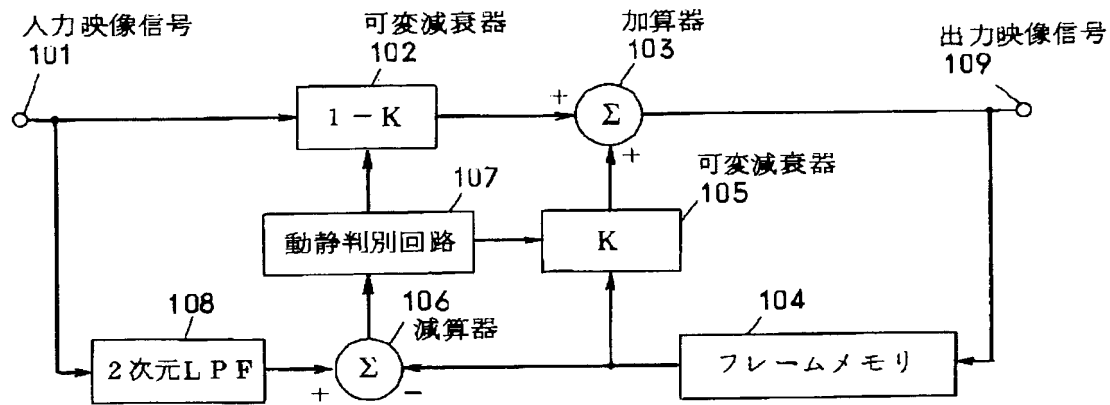 入力映像信号
101
可変減衰器
102
加算器
103
出力映像信号
109
1－K
+
Σ
+
可変減衰器
105
107
動静判別回路
K
108
106
減算器
104
2次元LPF
+
Σ
−
フレームメモリ